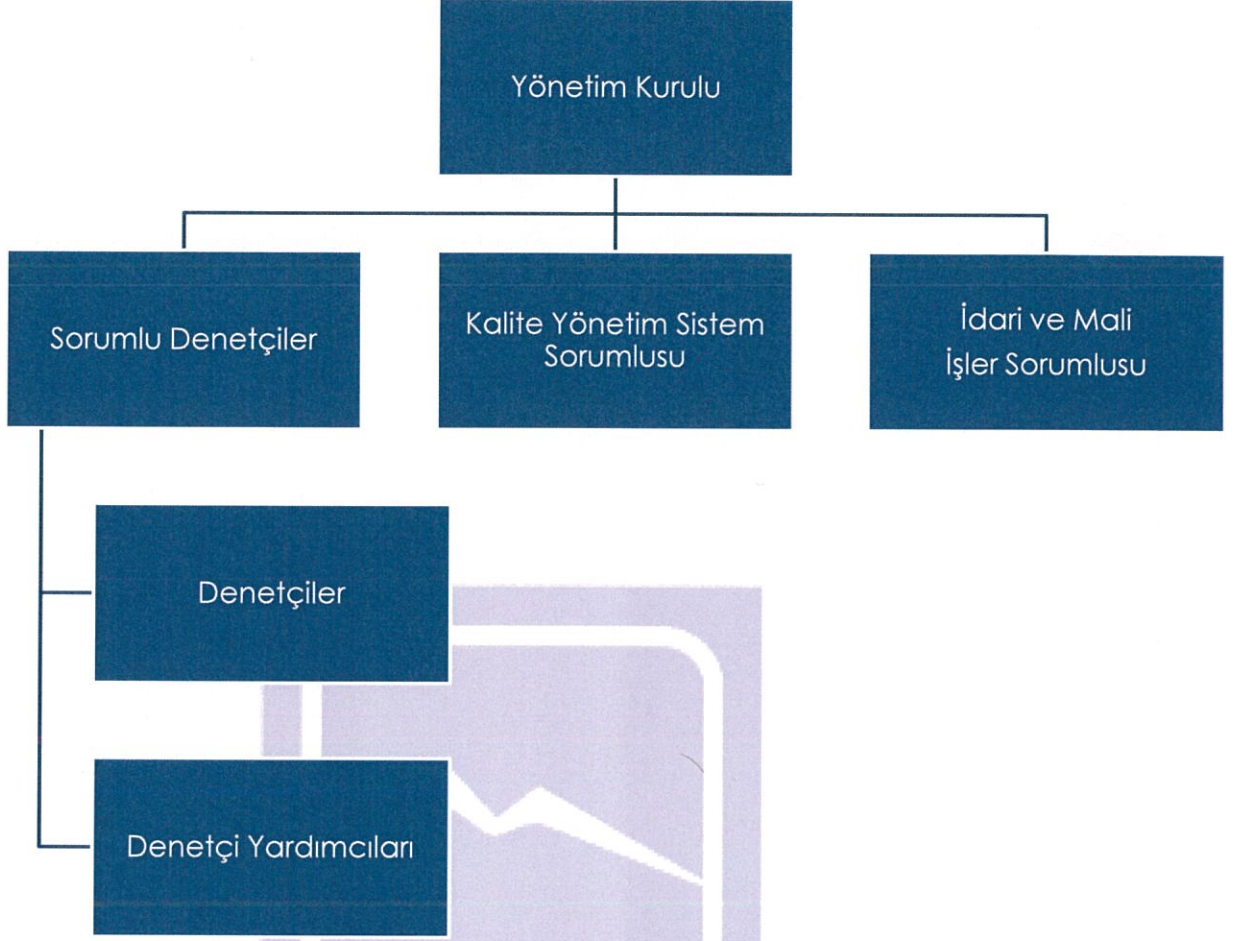 Yönetim Kurulu
Sorumlu Denetçiler
Kalite Yönetim Sistem
Sorumlusu
İdari ve Mali
İşler Sorumlusu
Denetçiler
Denetçi Yardımcıları